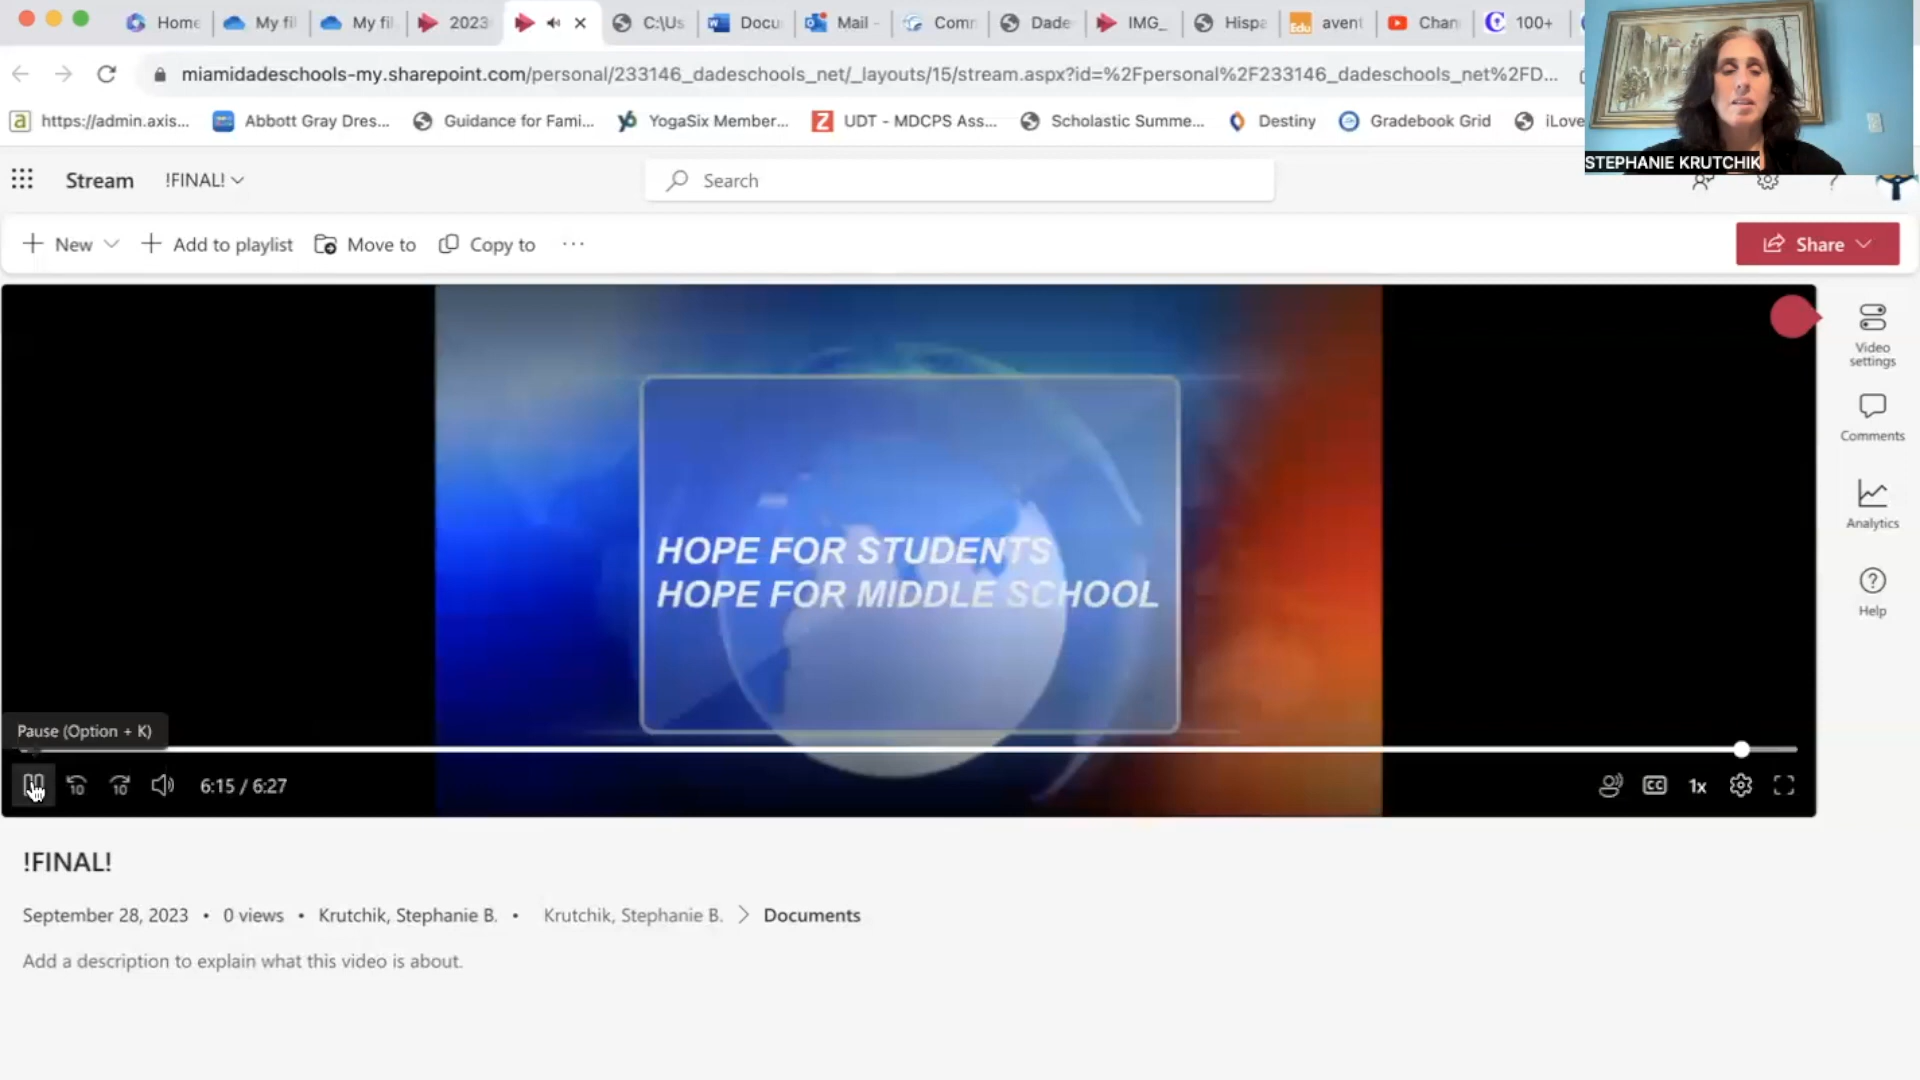 Home
My fil
My fil
2023
C:\Us
Docu
Mail -
Comm
Dade
IMG_
Hispa
avent
Chan
100+
miamidadeschools-my.sharepoint.com/personal/233146_dadeschools_net/_layouts/15/stream.aspx?id=%2Fpersonal%2F233146_dadeschools_net%2FD...
https://admin.axis...
Abbott Gray Dres...
Guidance for Fami...
YogaSix Member...
UDT - MDCPS Ass...
Scholastic Summe...
Destiny
Gradebook Grid
iLove
STEPHANIE KRUTCHIK
Stream
!FINAL!
Search
New
Add to playlist
Move to
Copy to
...
Share
HOPE FOR STUDENTS
HOPE FOR MIDDLE SCHOOL
Video
settings
Comments
Analytics
Help
Pause (Option + K)
10
10
6:15 / 6:27
CC
1x
!FINAL!
September 28, 2023 • 0 views • Krutchik, Stephanie B. • Krutchik, Stephanie B. > Documents
Add a description to explain what this video is about.